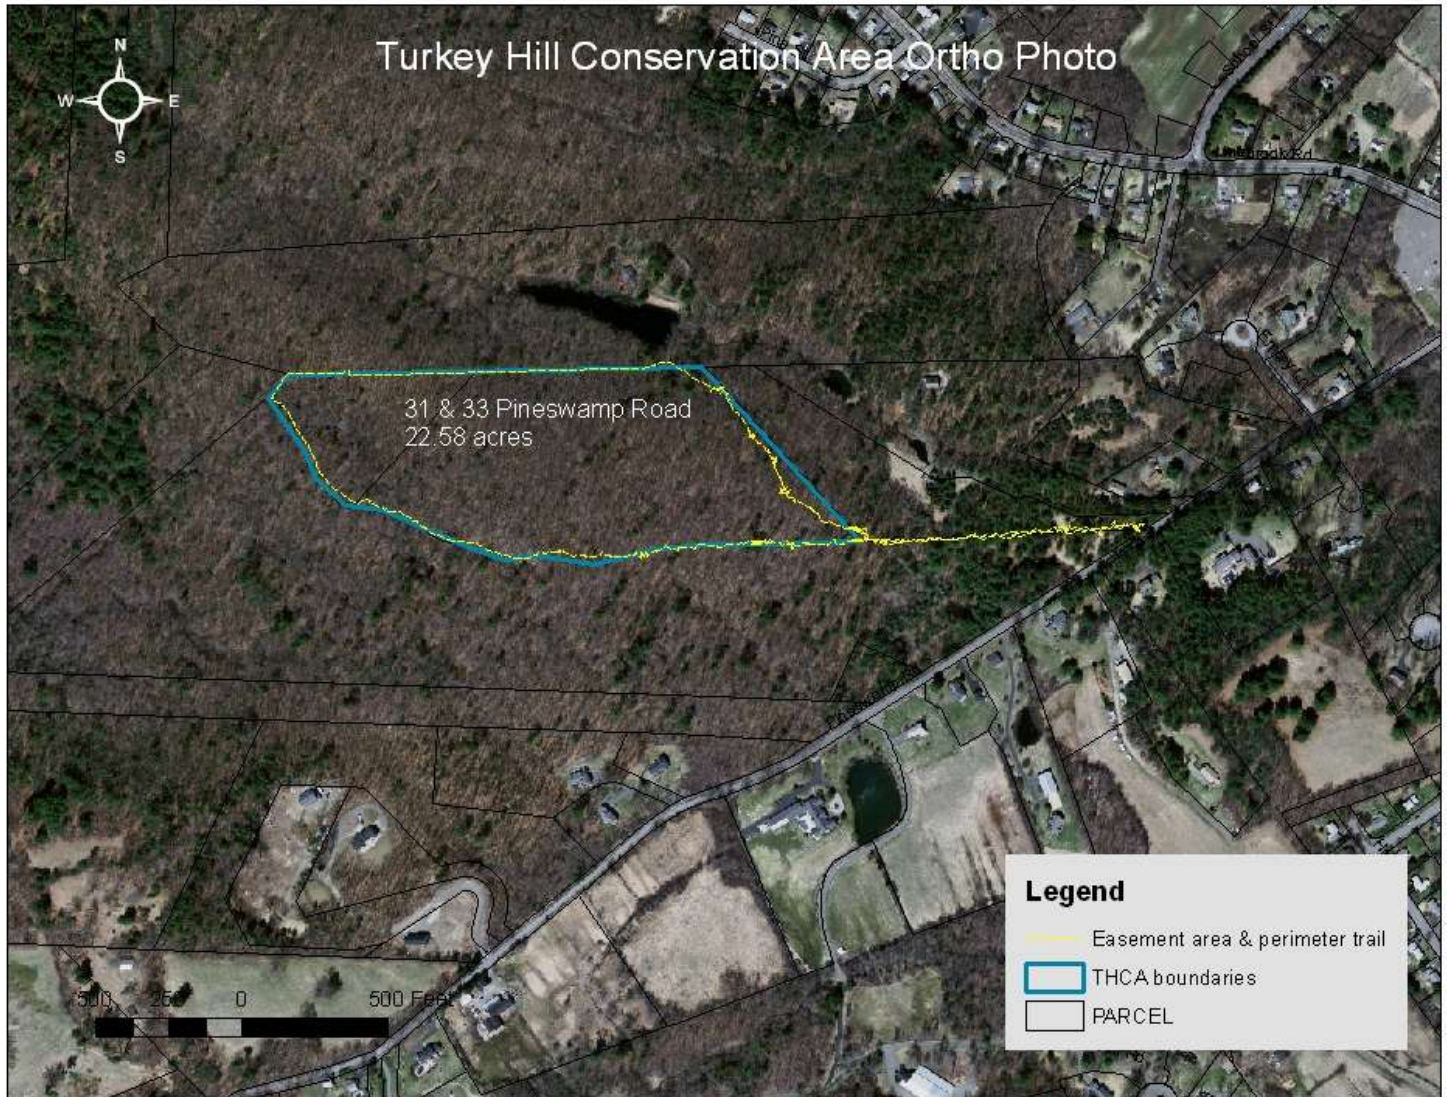 Turkey Hill Conservation Area Ortho Photo
N
W
E
S
31 & 33 Pineswamp Road
22.58 acres
Legend
Easement area & perimeter trail
THCA boundaries
PARCEL
500 250 0 500 Feet